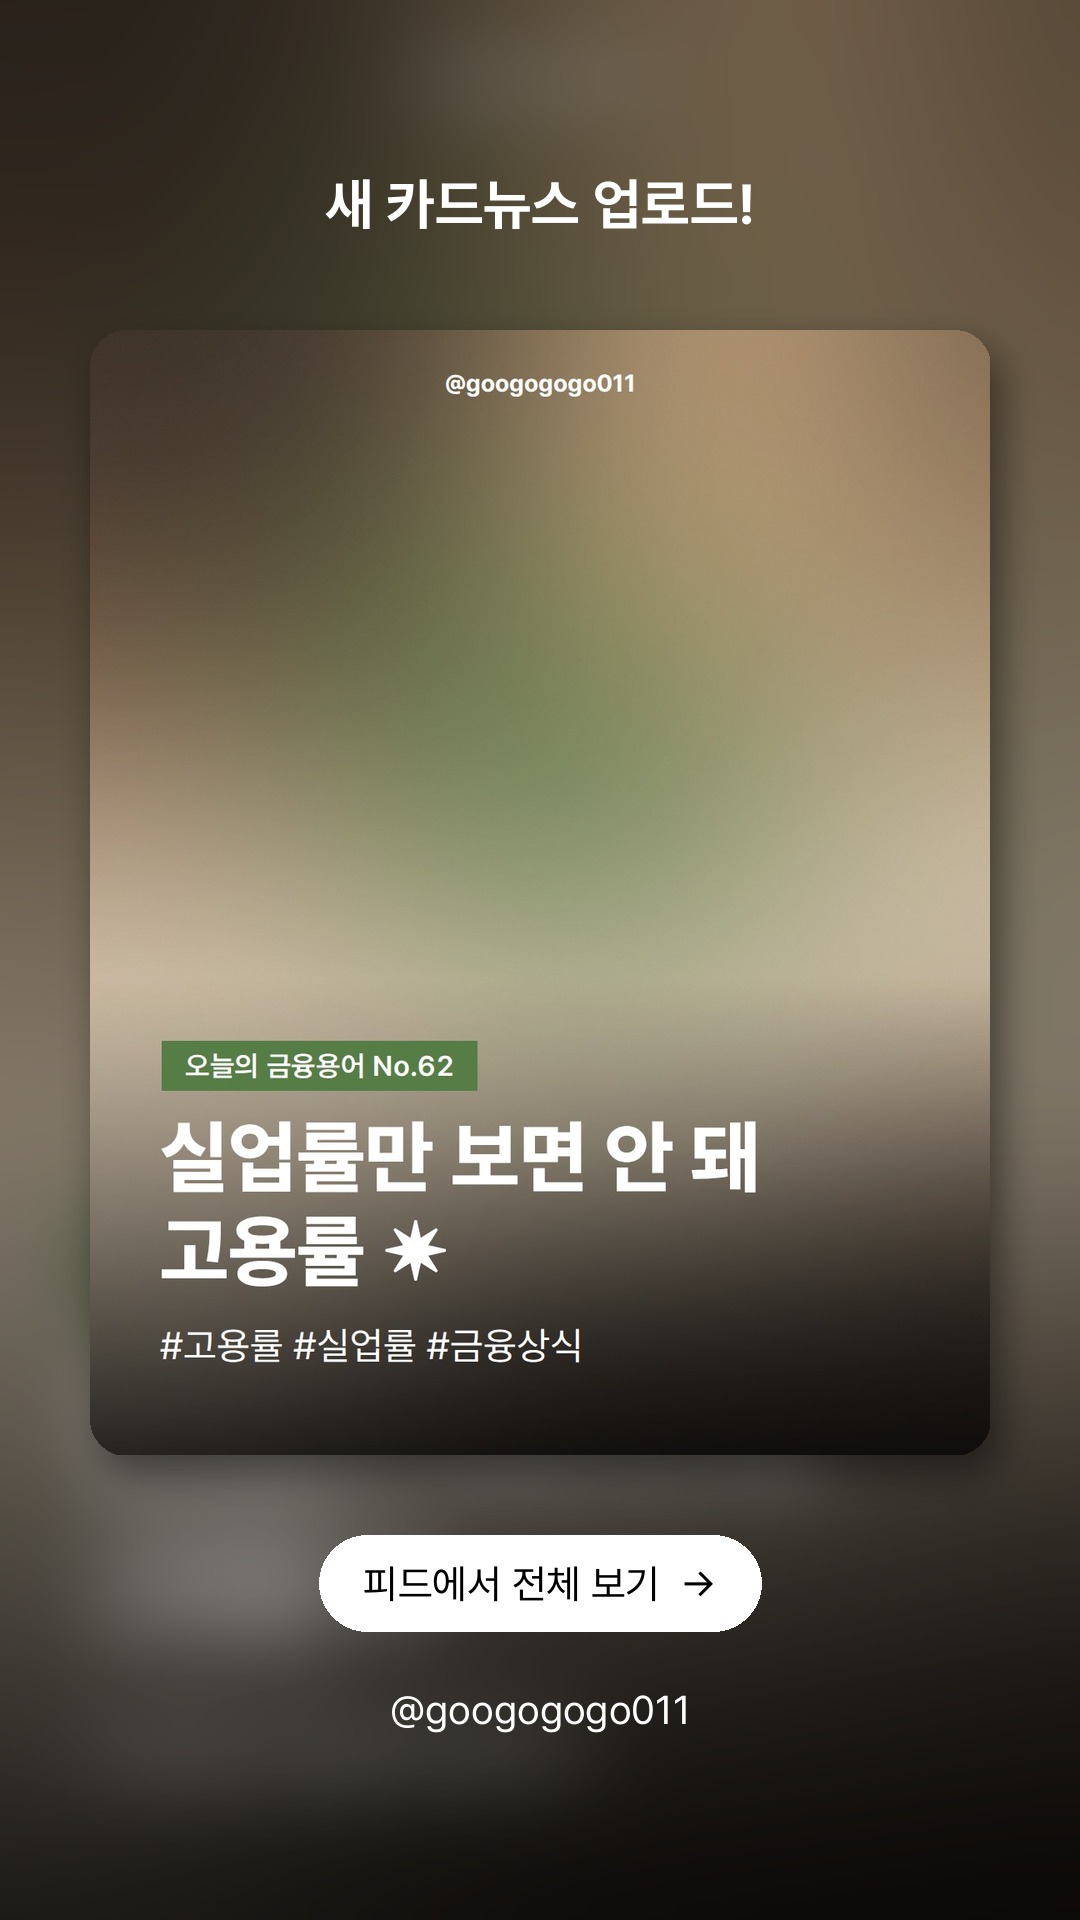 새 카드뉴스 업로드!
@googogogo011
오늘의 금융용어 No.62
실업률만 보면 안 돼
고용률 ✷
#고용률 #실업률 #금융상식
피드에서 전체 보기 →
@googogogo011